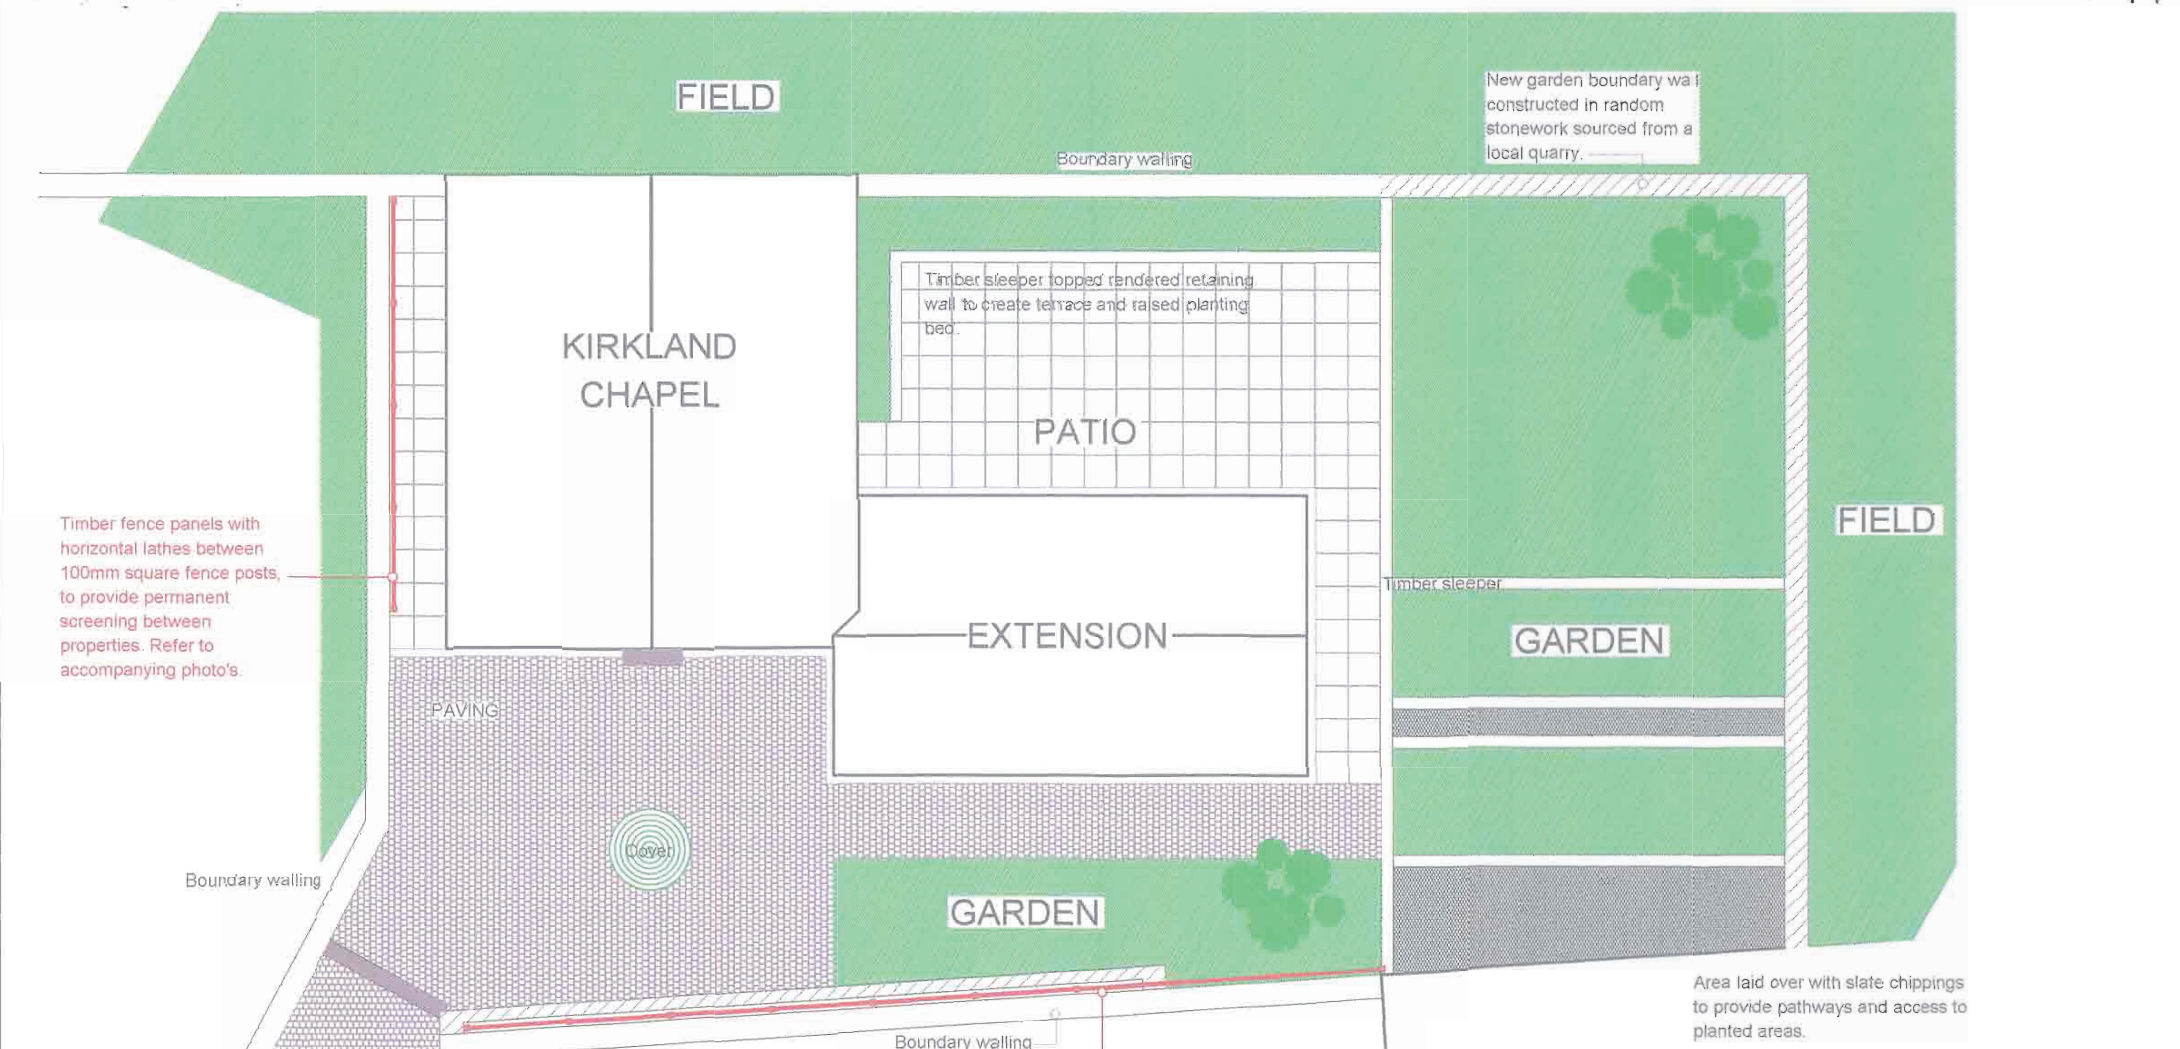 FIELD
New garden boundary wall
constructed in random
stonework sourced from a
local quarry.
Boundary walling
Timber sleeper topped rendered retaining
wall to create terrace and raised planting
bed.
KIRKLAND
CHAPEL
PATIO
FIELD
Timber fence panels with
horizontal lathes between
100mm square fence posts,
to provide permanent
screening between
properties. Refer to
accompanying photo's.
Timber sleeper
EXTENSION
GARDEN
PAVING
Cover
Boundary walling
GARDEN
Area laid over with slate chippings
to provide pathways and access to
planted areas.
Boundary walling